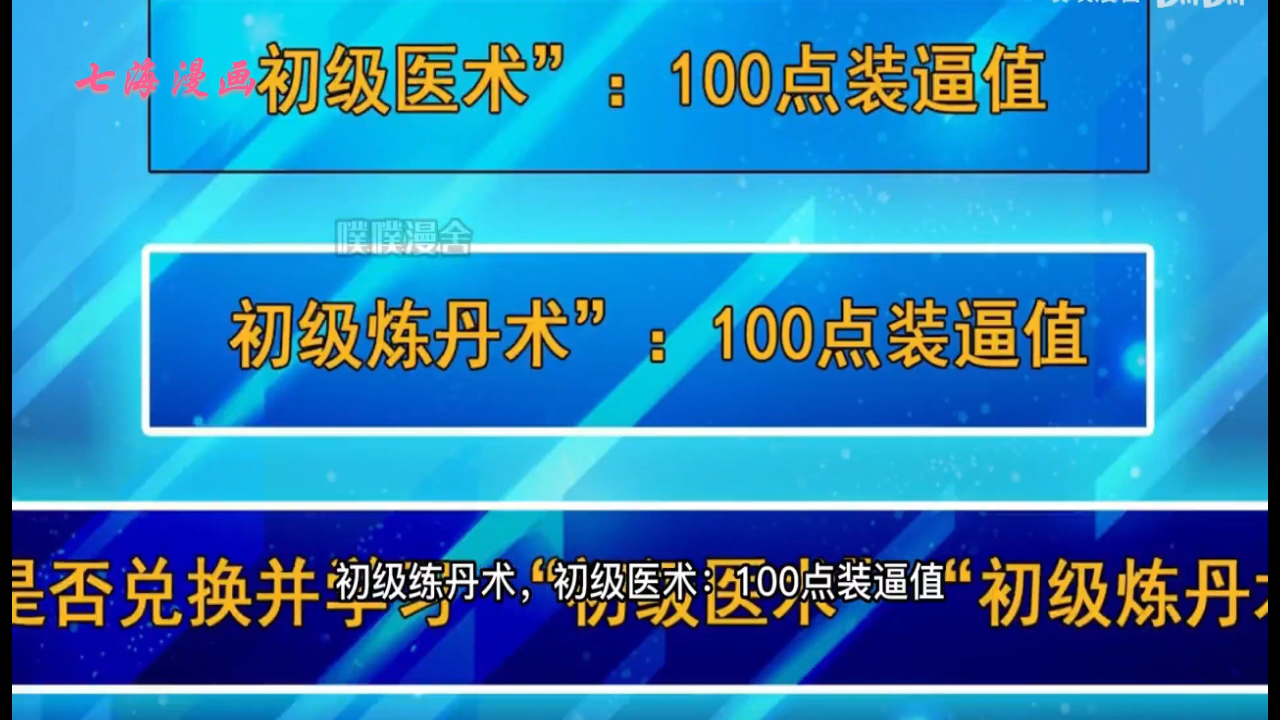 七海漫画
初级医术”：100点装逼值
噗噗漫舍
初级炼丹术”：100点装逼值
是否兑换并学习“初级医术”“初级炼丹术
初级练丹术，初级医术：100点装逼值